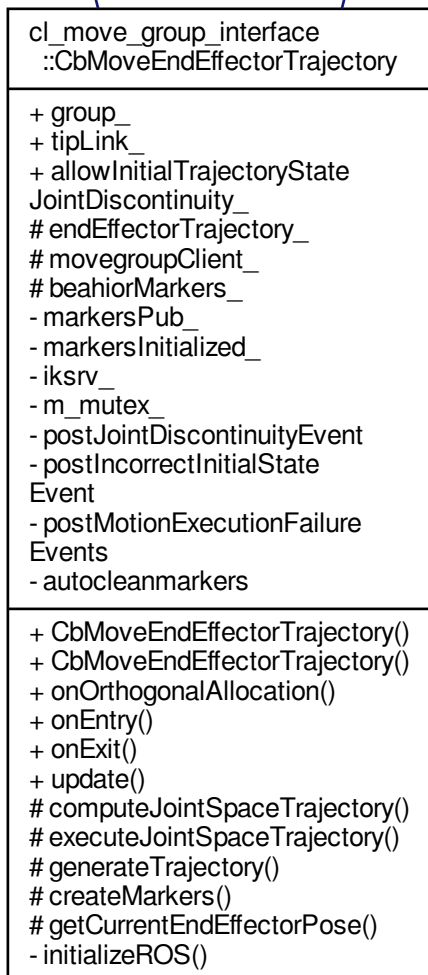 cl_move_group_interface
::CbMoveEndEffectorTrajectory
+ group_
+ tipLink_
+ allowInitialTrajectoryState
JointDiscontinuity_
# endEffectorTrajectory_
# movegroupClient_
# beahiorMarkers_
- markersPub_
- markersInitialized_
- iksrv_
- m_mutex_
- postJointDiscontinuityEvent
- postIncorrectInitialState
Event
- postMotionExecutionFailure
Events
- autocleanmarkers
+ CbMoveEndEffectorTrajectory()
+ CbMoveEndEffectorTrajectory()
+ onOrthogonalAllocation()
+ onEntry()
+ onExit()
+ update()
# computeJointSpaceTrajectory()
# executeJointSpaceTrajectory()
# generateTrajectory()
# createMarkers()
# getCurrentEndEffectorPose()
- initializeROS()